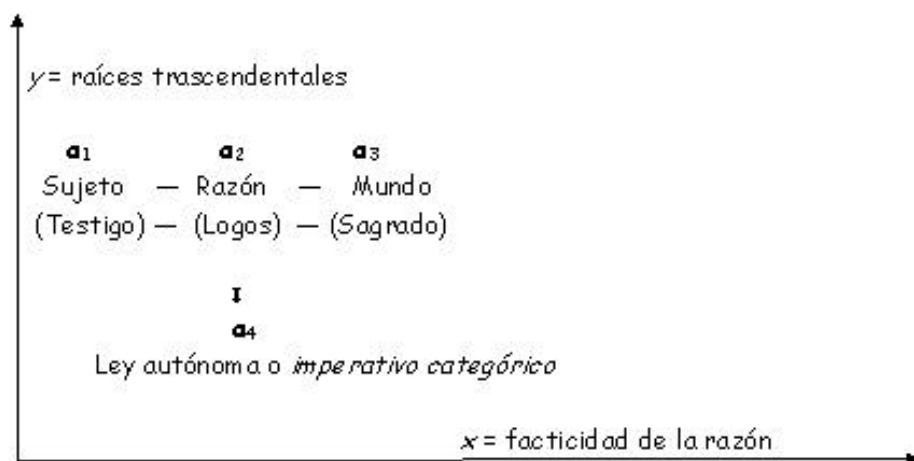 y = raíces trascendentales
a1 a2 a3
Sujeto — Razón — Mundo
(Testigo) — (Logos) — (Sagrado)
a4
Ley autónoma o imperativo categórico
x = facticidad de la razón